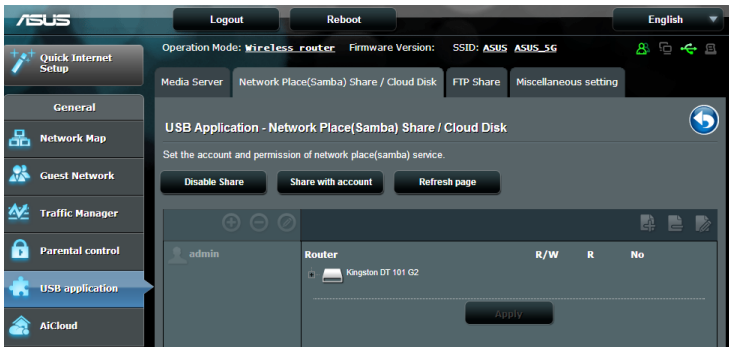 ASUS
Logout
Reboot
English
Quick Internet
Setup
Operation Mode: Wireless router Firmware Version: SSID: ASUS ASUS_5G
Media Server
Network Place(Samba) Share / Cloud Disk
FTP Share
Miscellaneous setting
General
Network Map
Guest Network
Traffic Manager
Parental control
USB application
AiCloud
USB Application - Network Place(Samba) Share / Cloud Disk
Set the account and permission of network place(samba) service.
Disable Share
Share with account
Refresh page
admin
Router R/W R No
Kingston DT 101 G2
Apply